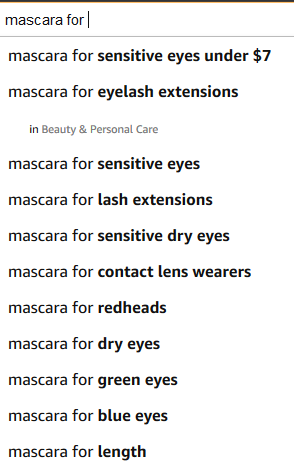 mascara for
mascara for sensitive eyes under $7
mascara for eyelash extensions
in Beauty & Personal Care
mascara for sensitive eyes
mascara for lash extensions
mascara for sensitive dry eyes
mascara for contact lens wearers
mascara for redheads
mascara for dry eyes
mascara for green eyes
mascara for blue eyes
mascara for length